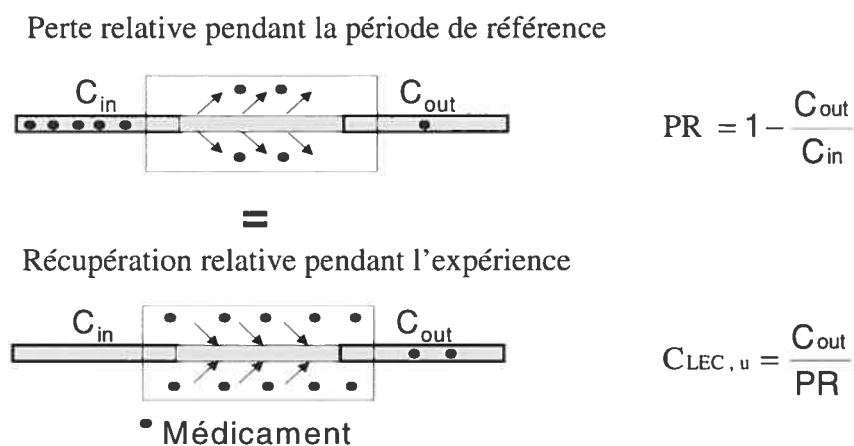 Perte relative pendant la période de référence
C_in
C_out
PR = 1 - C_out / C_in
=
Récupération relative pendant l'expérience
C_in
C_out
C_LEC, u = C_out / PR
Médicament